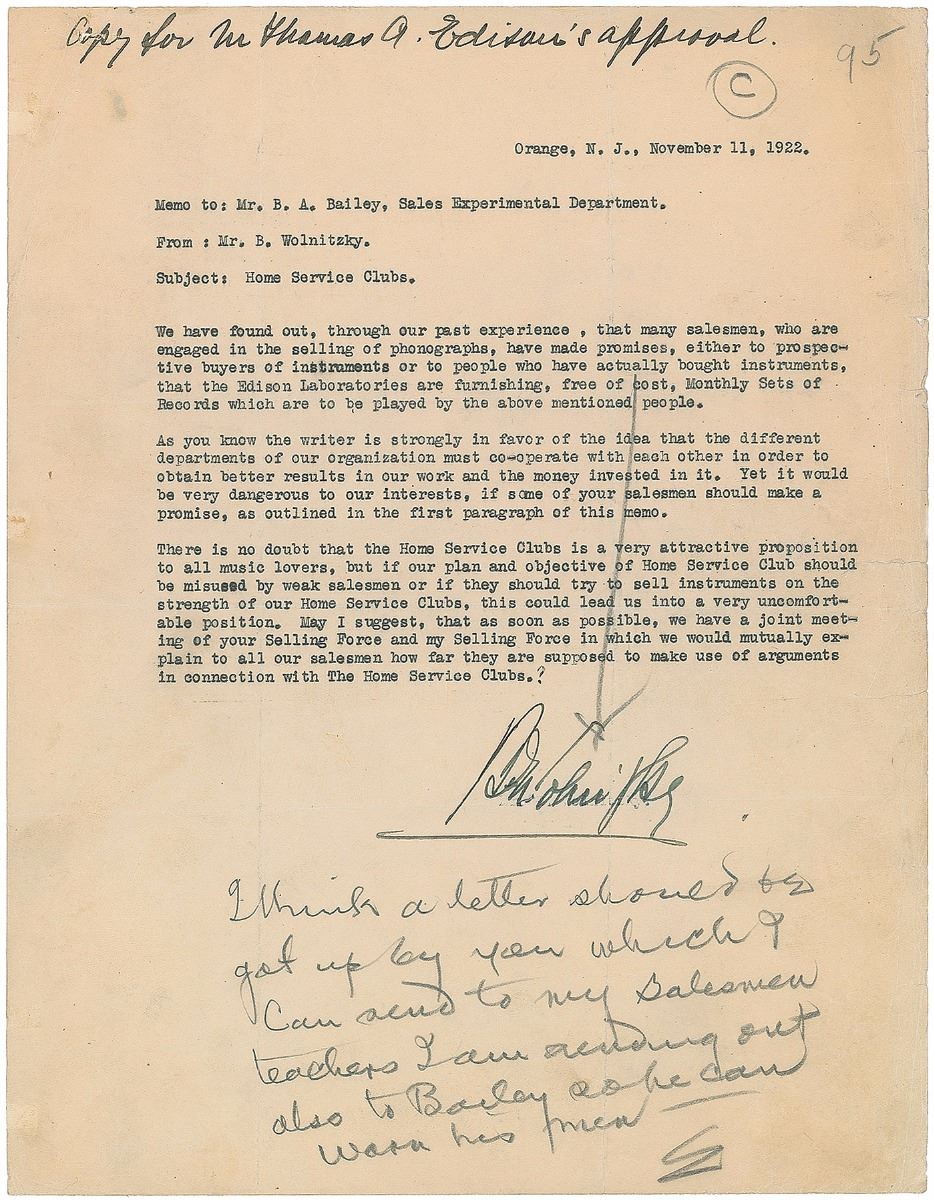 Copy for Mr Thomas A. Edison's approval.
95
C
Orange, N. J., November 11, 1922.
Memo to: Mr. B. A. Bailey, Sales Experimental Department.
From : Mr. B. Wolnitzky.
Subject: Home Service Clubs.
We have found out, through our past experience , that many salesmen, who are
engaged in the selling of phonographs, have made promises, either to prospec-
tive buyers of instruments or to people who have actually bought instruments,
that the Edison Laboratories are furnishing, free of cost, Monthly Sets of
Records which are to be played by the above mentioned people.
As you know the writer is strongly in favor of the idea that the different
departments of our organization must co-operate with each other in order to
obtain better results in our work and the money invested in it. Yet it would
be very dangerous to our interests, if some of your salesmen should make a
promise, as outlined in the first paragraph of this memo.
There is no doubt that the Home Service Clubs is a very attractive proposition
to all music lovers, but if our plan and objective of Home Service Club should
be misused by weak salesmen or if they should try to sell instruments on the
strength of our Home Service Clubs, this could lead us into a very uncomfort-
able position. May I suggest, that as soon as possible, we have a joint meet-
ing of your Selling Force and my Selling Force in which we would mutually ex-
plain to all our salesmen how far they are supposed to make use of arguments
in connection with The Home Service Clubs.?
BWolnitzky
I think a letter should be
got up by you which I
Can send to my salesmen
teachers I am sending out
also to Bailey so he can
warn his men
E